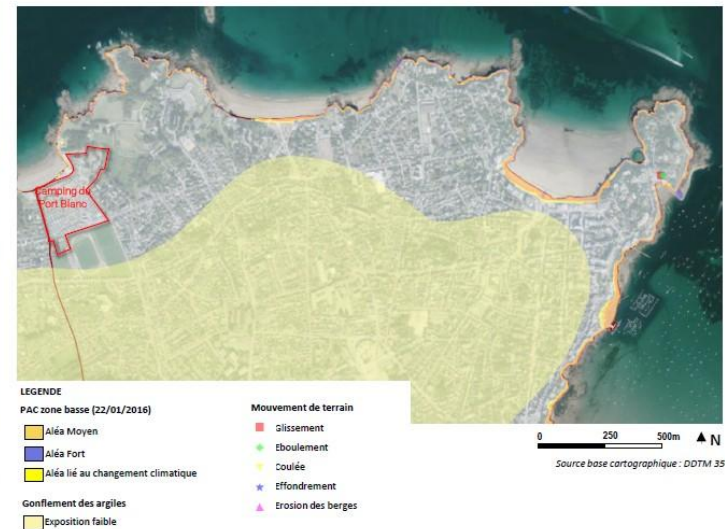 Camping du
Port Blanc
LEGENDE
PAC zone basse (22/01/2016)
Aléa Moyen
Aléa Fort
Aléa lié au changement climatique
Gonflement des argiles
Exposition faible
Mouvement de terrain
Glissement
Eboulement
Coulée
Effondrement
Erosion des berges
0 250 500m
N
Source base cartographique : DDTM 35